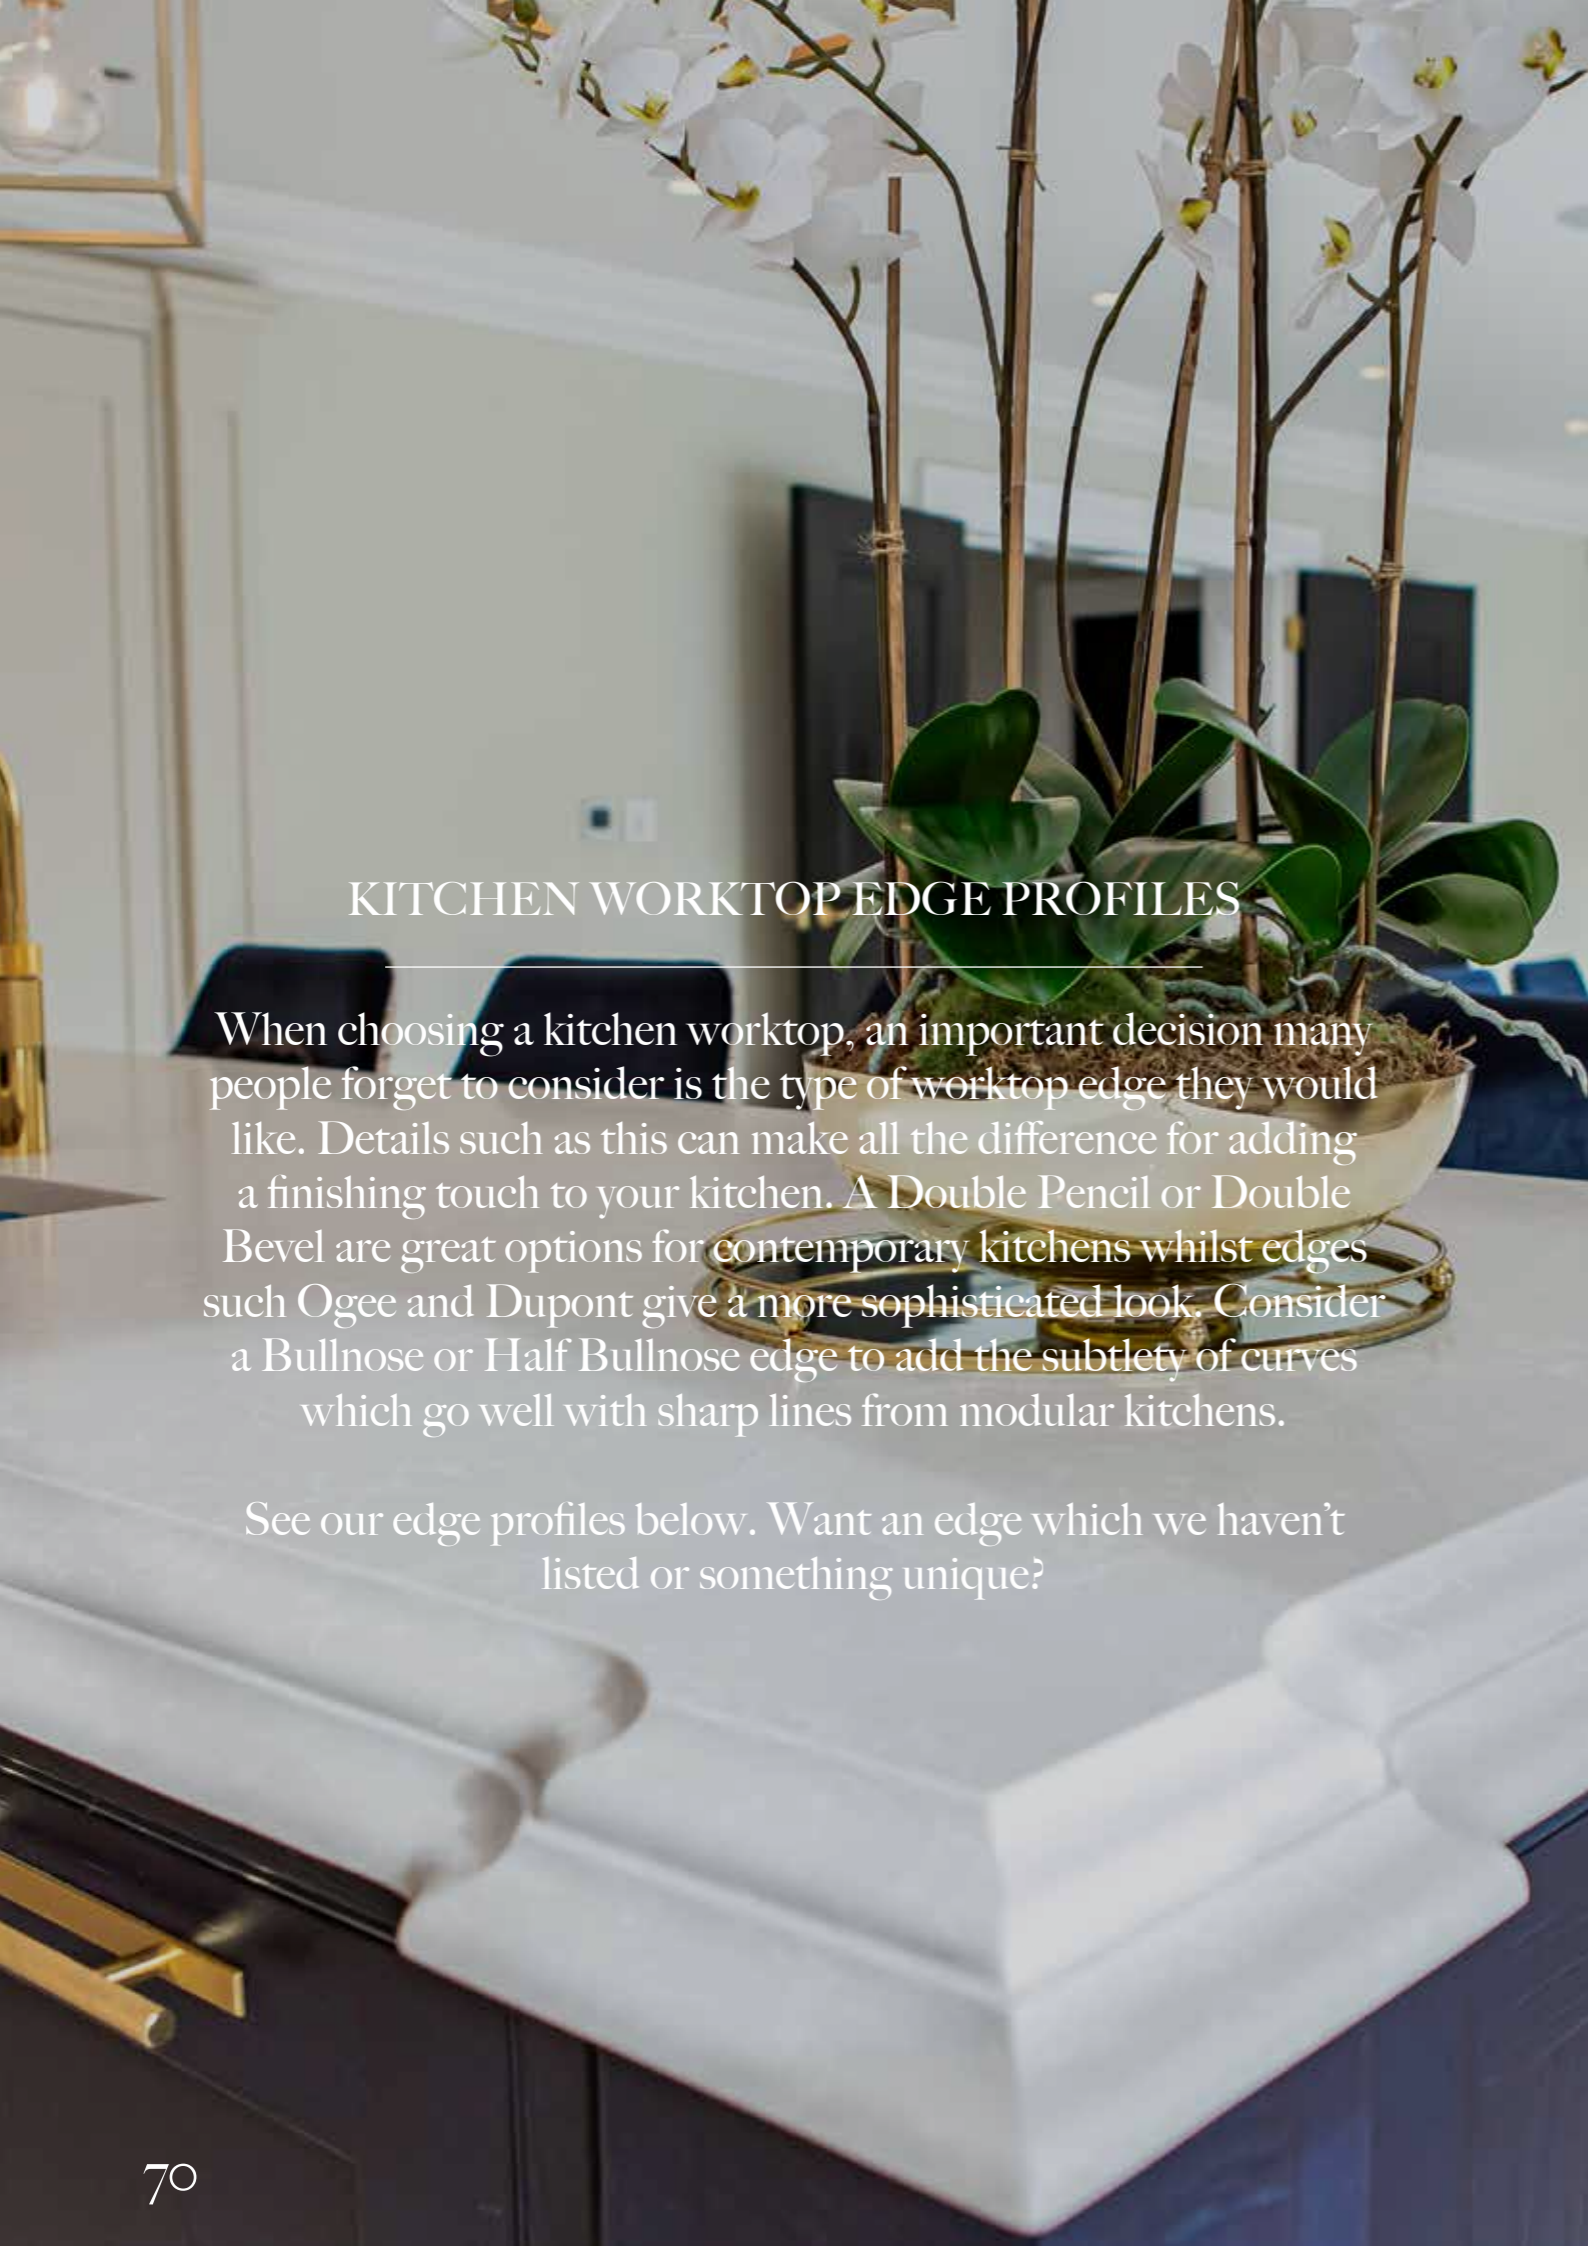 KITCHEN WORKTOP EDGE PROFILES
When choosing a kitchen worktop, an important decision many
people forget to consider is the type of worktop edge they would
like. Details such as this can make all the difference for adding
a finishing touch to your kitchen. A Double Pencil or Double
Bevel are great options for contemporary kitchens whilst edges
such Ogee and Dupont give a more sophisticated look. Consider
a Bullnose or Half Bullnose edge to add the subtlety of curves
which go well with sharp lines from modular kitchens.
See our edge profiles below. Want an edge which we haven't
listed or something unique?
70